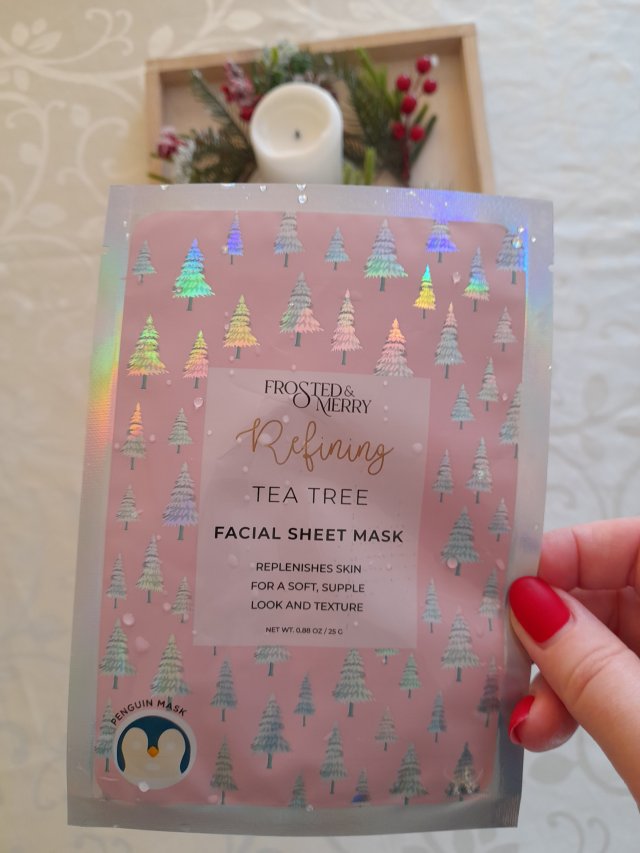 FROSTED &
MERRY
Refining
TEA TREE
FACIAL SHEET MASK
REPLENISHES SKIN
FOR A SOFT, SUPPLE
LOOK AND TEXTURE
NET WT. 0.88 OZ / 25 G
PENGUIN MASK